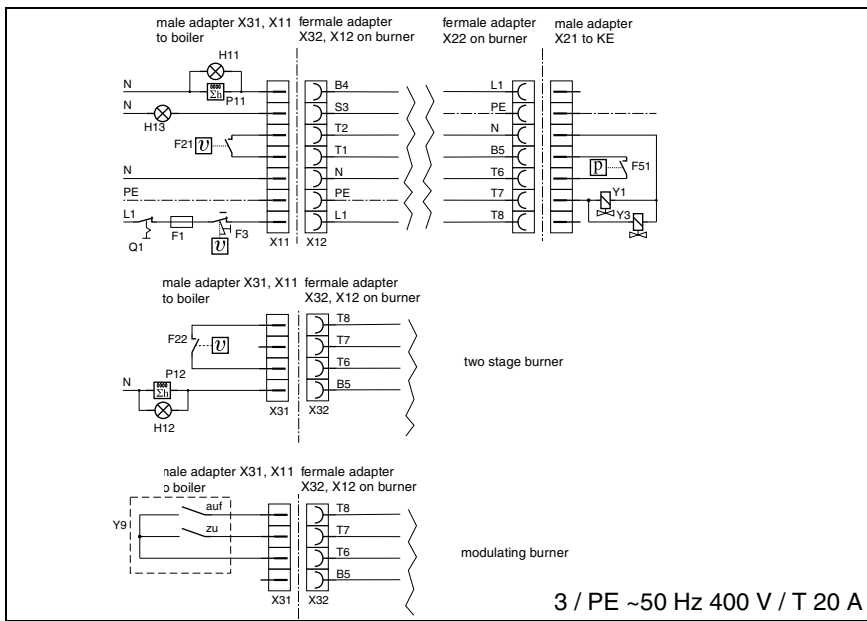 male adapter X31, X11
to boiler
fermale adapter
X32, X12 on burner
fermale adapter
X22 on burner
male adapter
X21 to KE
H11
N
0000
Σh
P11
B4
L1
N
H13
S3
PE
F21
υ
T2
N
T1
B5
p
F51
N
N
T6
PE
PE
T7
Y1
L1
Q1
F1
F3
υ
X11
X12
L1
T8
Y3
male adapter X31, X11
to boiler
fermale adapter
X32, X12 on burner
T8
F22
υ
T7
P12
T6
two stage burner
N
0000
Σh
B5
H12
X31
X32
nale adapter X31, X11
o boiler
fermale adapter
X32, X12 on burner
auf
T8
Y9
zu
T7
T6
modulating burner
B5
X31
X32
3 / PE ~50 Hz 400 V / T 20 A